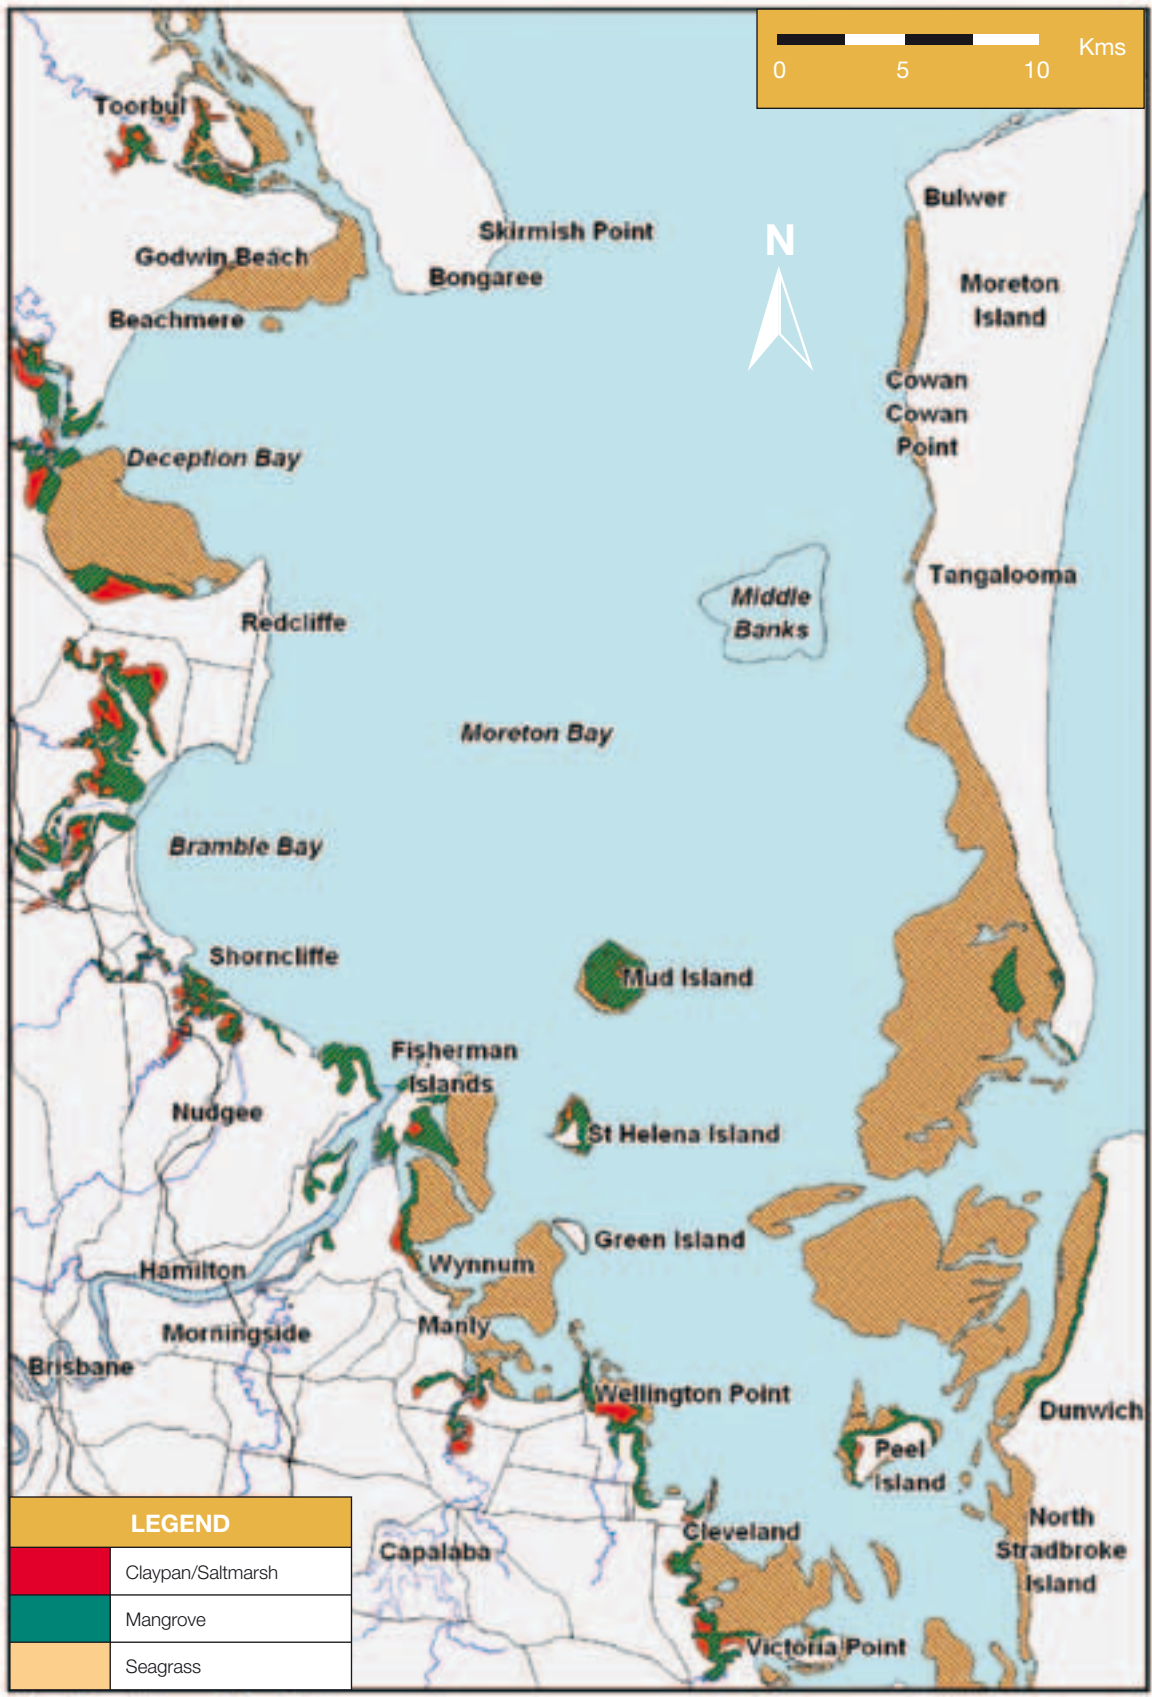 Kms
0 5 10
Toorbul
Bulwer
Skirmish Point
N
Godwin Beach
Bongaree
Moreton
Island
Beachmere
Cowan
Cowan
Point
Deception Bay
Tangalooma
Middle
Banks
Redcliffe
Moreton Bay
Bramble Bay
Shorncliffe
Mud Island
Fisherman
Islands
Nudgee
St Helena Island
Green Island
Wynnum
Hamilton
Manly
Morningside
Brisbane
Wellington Point
Dunwich
Peel
Island
North
Stradbroke
Island
Cleveland
Capalaba
Victoria Point
LEGEND
Claypan/Saltmarsh
Mangrove
Seagrass